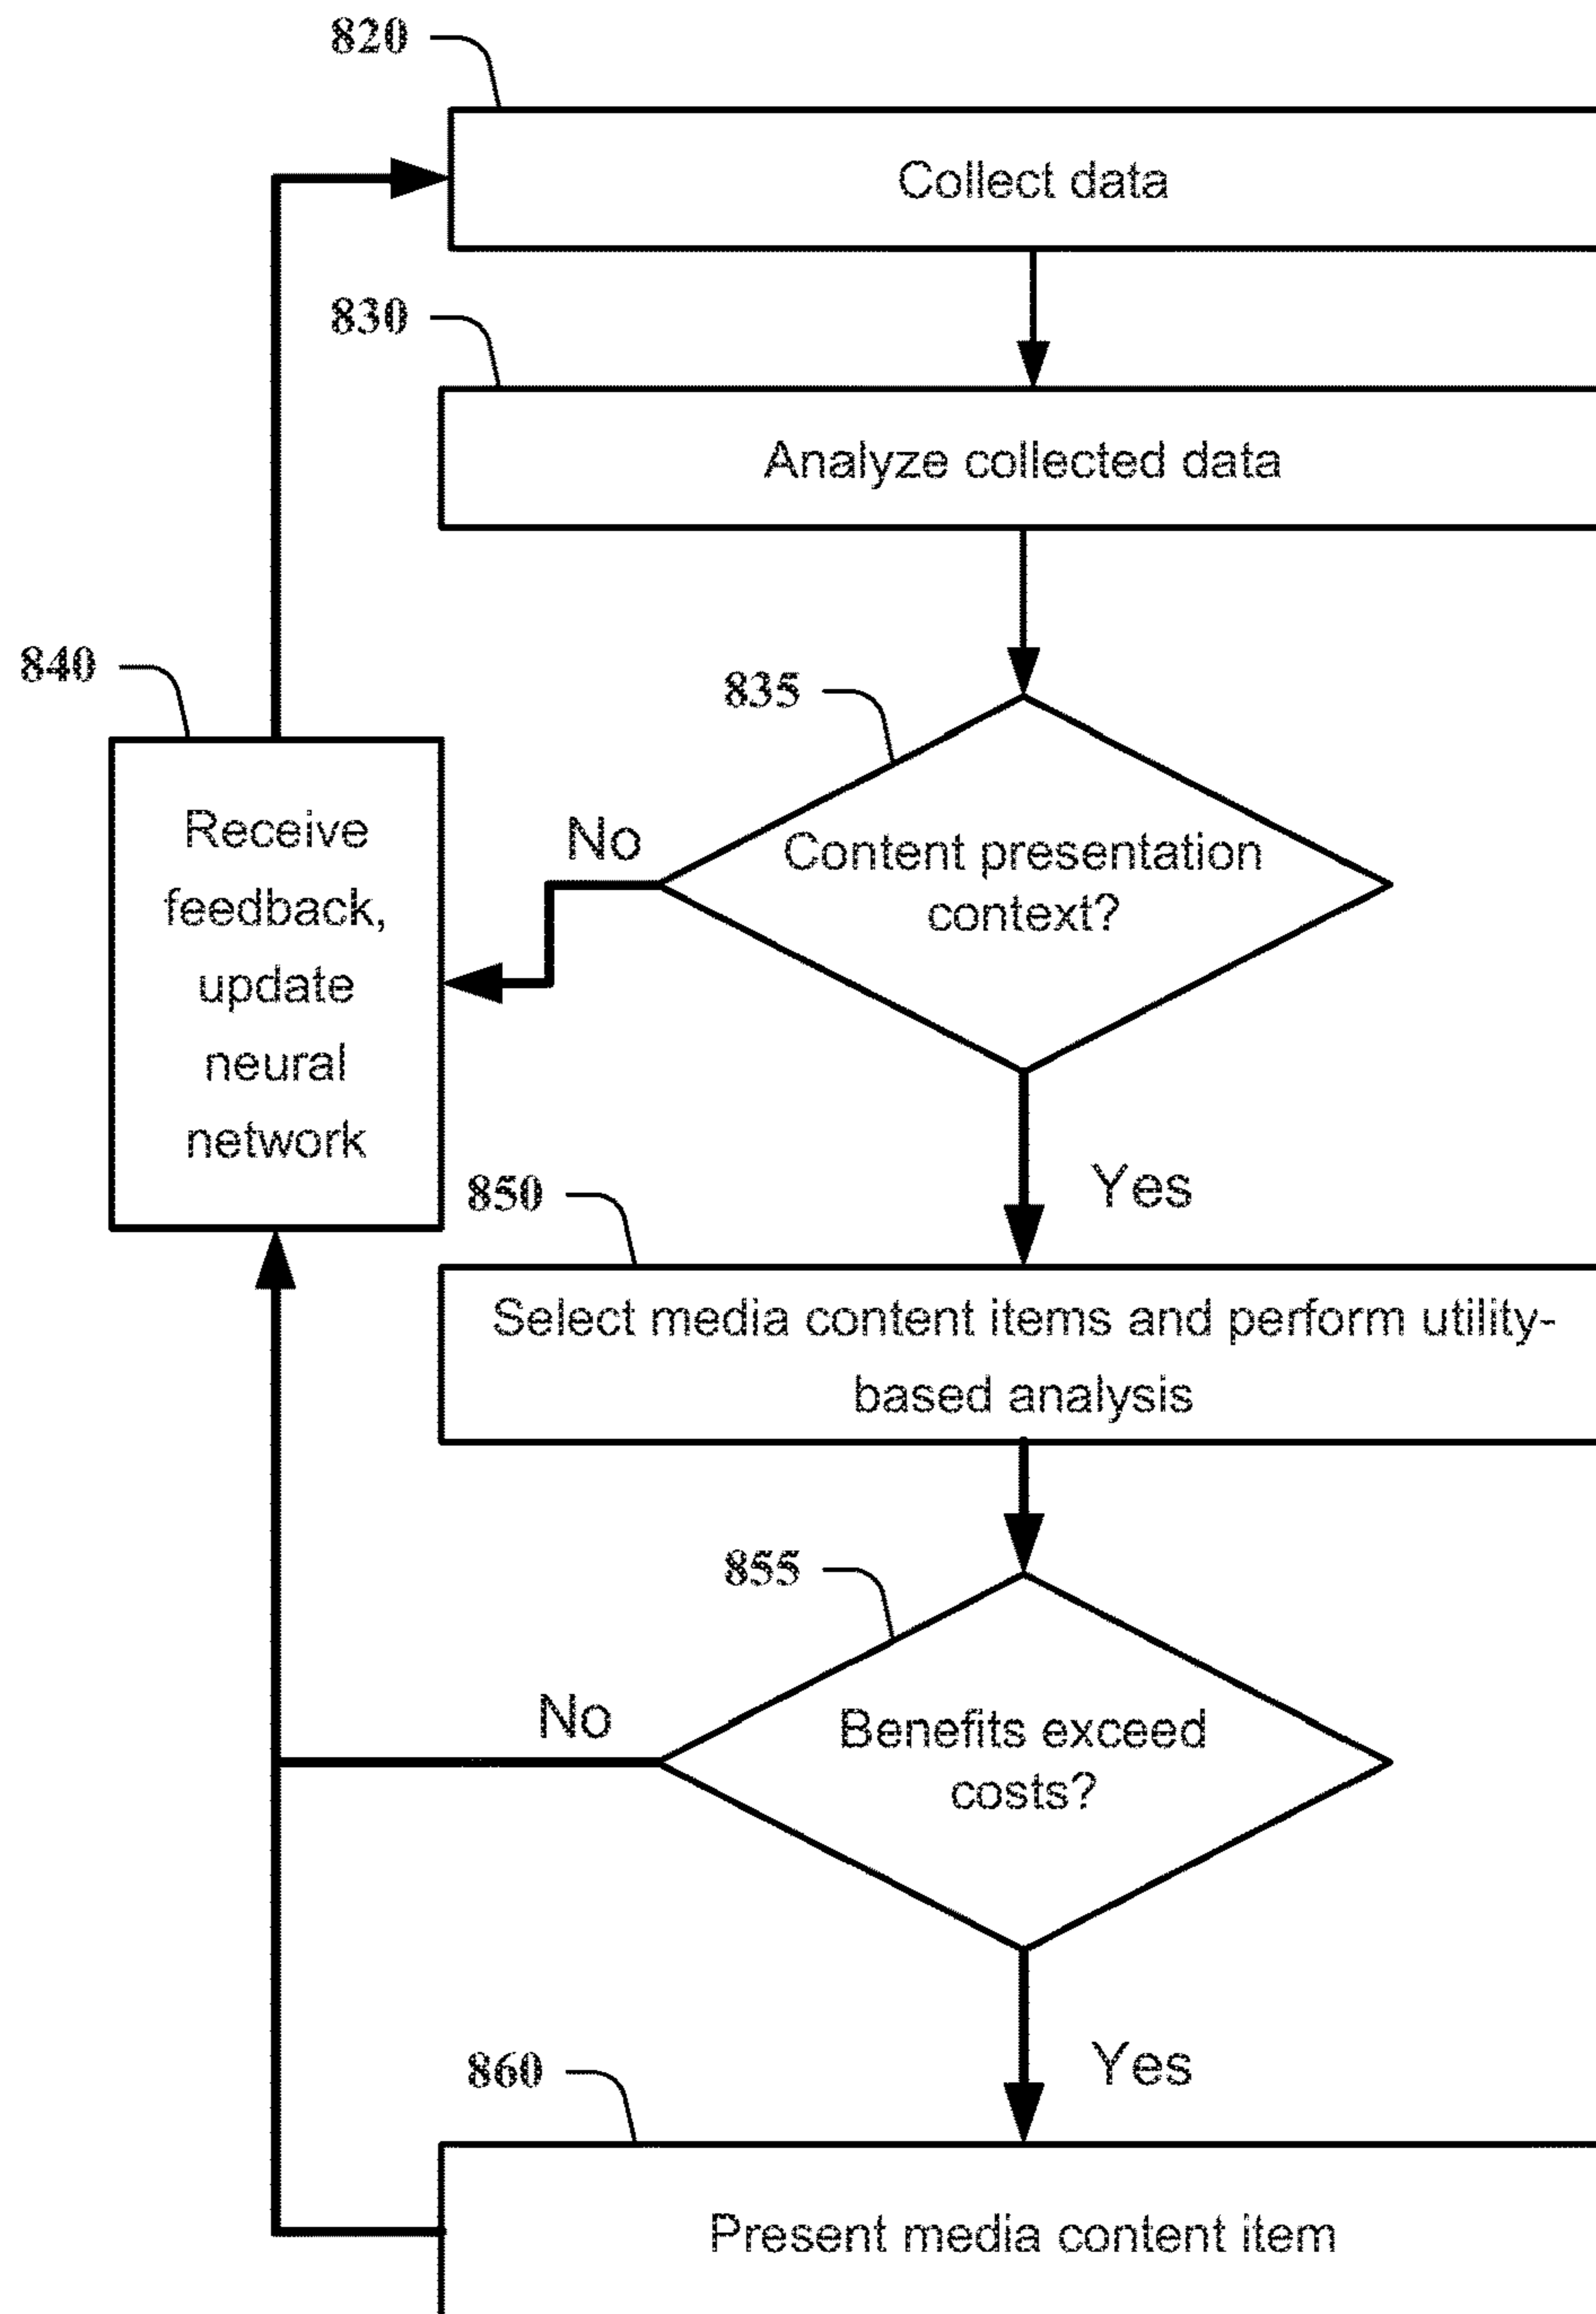 820
Collect data
830
Analyze collected data
840
835
Receive
feedback,
update
neural
network
No
Content presentation
context?
Yes
850
Select media content items and perform utility-
based analysis
855
No
Benefits exceed
costs?
Yes
860
Present media content item